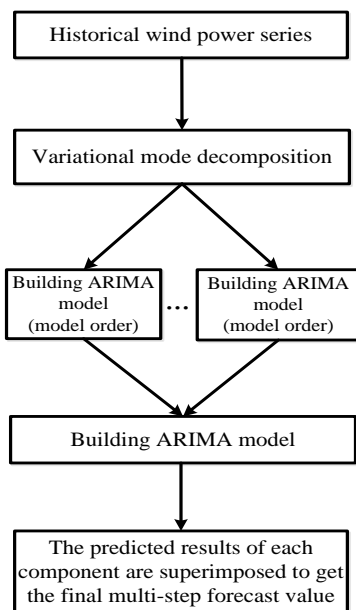 Historical wind power series
Variational mode decomposition
Building ARIMA
model
(model order)
...
Building ARIMA
model
(model order)
Building ARIMA model
The predicted results of each
component are superimposed to get
the final multi-step forecast value